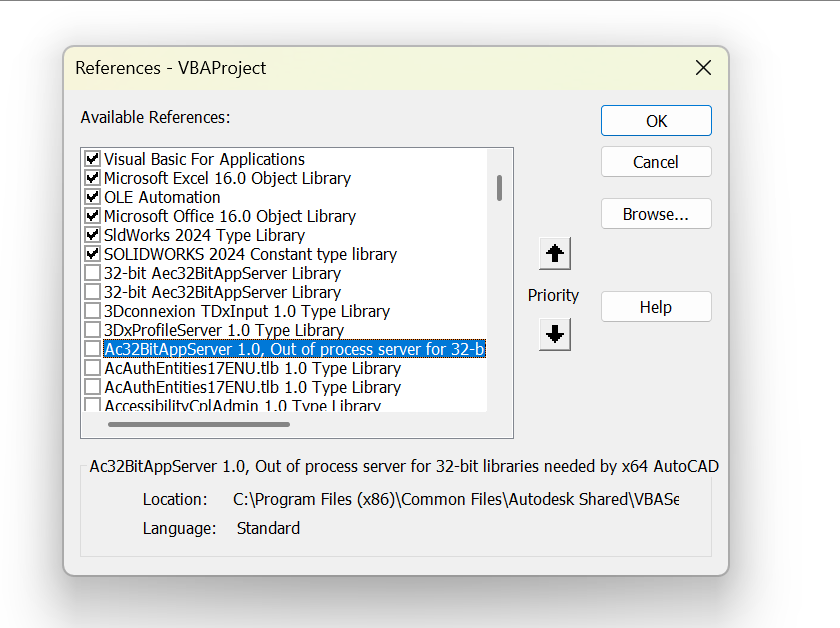 References - VBAProject
Available References:
Visual Basic For Applications
Microsoft Excel 16.0 Object Library
OLE Automation
Microsoft Office 16.0 Object Library
SldWorks 2024 Type Library
SOLIDWORKS 2024 Constant type library
32-bit Aec32BitAppServer Library
32-bit Aec32BitAppServer Library
3Dconnexion TDxInput 1.0 Type Library
3DxProfileServer 1.0 Type Library
Ac32BitAppServer 1.0, Out of process server for 32-b
AcAuthEntities17ENU.tlb 1.0 Type Library
AcAuthEntities17ENU.tlb 1.0 Type Library
AccessibilityCplAdmin 1.0 Type Library
Priority
OK
Cancel
Browse...
Help
Ac32BitAppServer 1.0, Out of process server for 32-bit libraries needed by x64 AutoCAD
Location: C:\Program Files (x86)\Common Files\Autodesk Shared\VBASe
Language: Standard